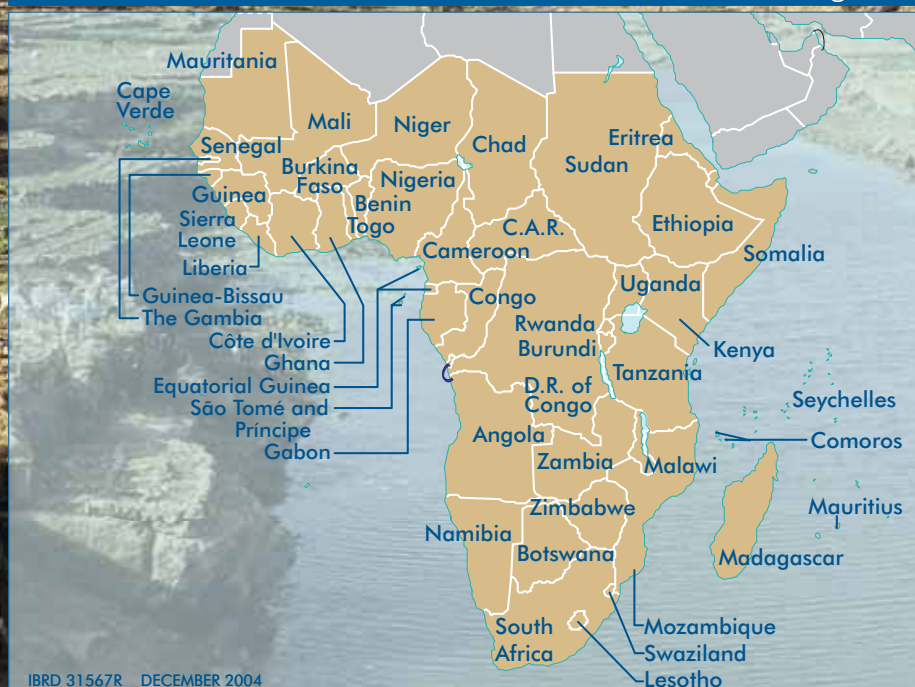 Mauritania
Cape
Verde
Mali
Niger
Chad
Eritrea
Sudan
Senegal
Burkina
Faso
Nigeria
Guinea
Benin
Togo
Sierra
Leone
C.A.R.
Ethiopia
Cameroon
Somalia
Liberia
Uganda
Guinea-Bissau
Congo
The Gambia
Rwanda
Côte d'Ivoire
Burundi
Kenya
Ghana
Tanzania
Equatorial Guinea
D.R. of
Congo
Seychelles
São Tomé and
Príncipe
Angola
Comoros
Gabon
Zambia
Malawi
Zimbabwe
Mauritius
Namibia
Botswana
Madagascar
South
Africa
Mozambique
Swaziland
Lesotho
IBRD 31567R DECEMBER 2004